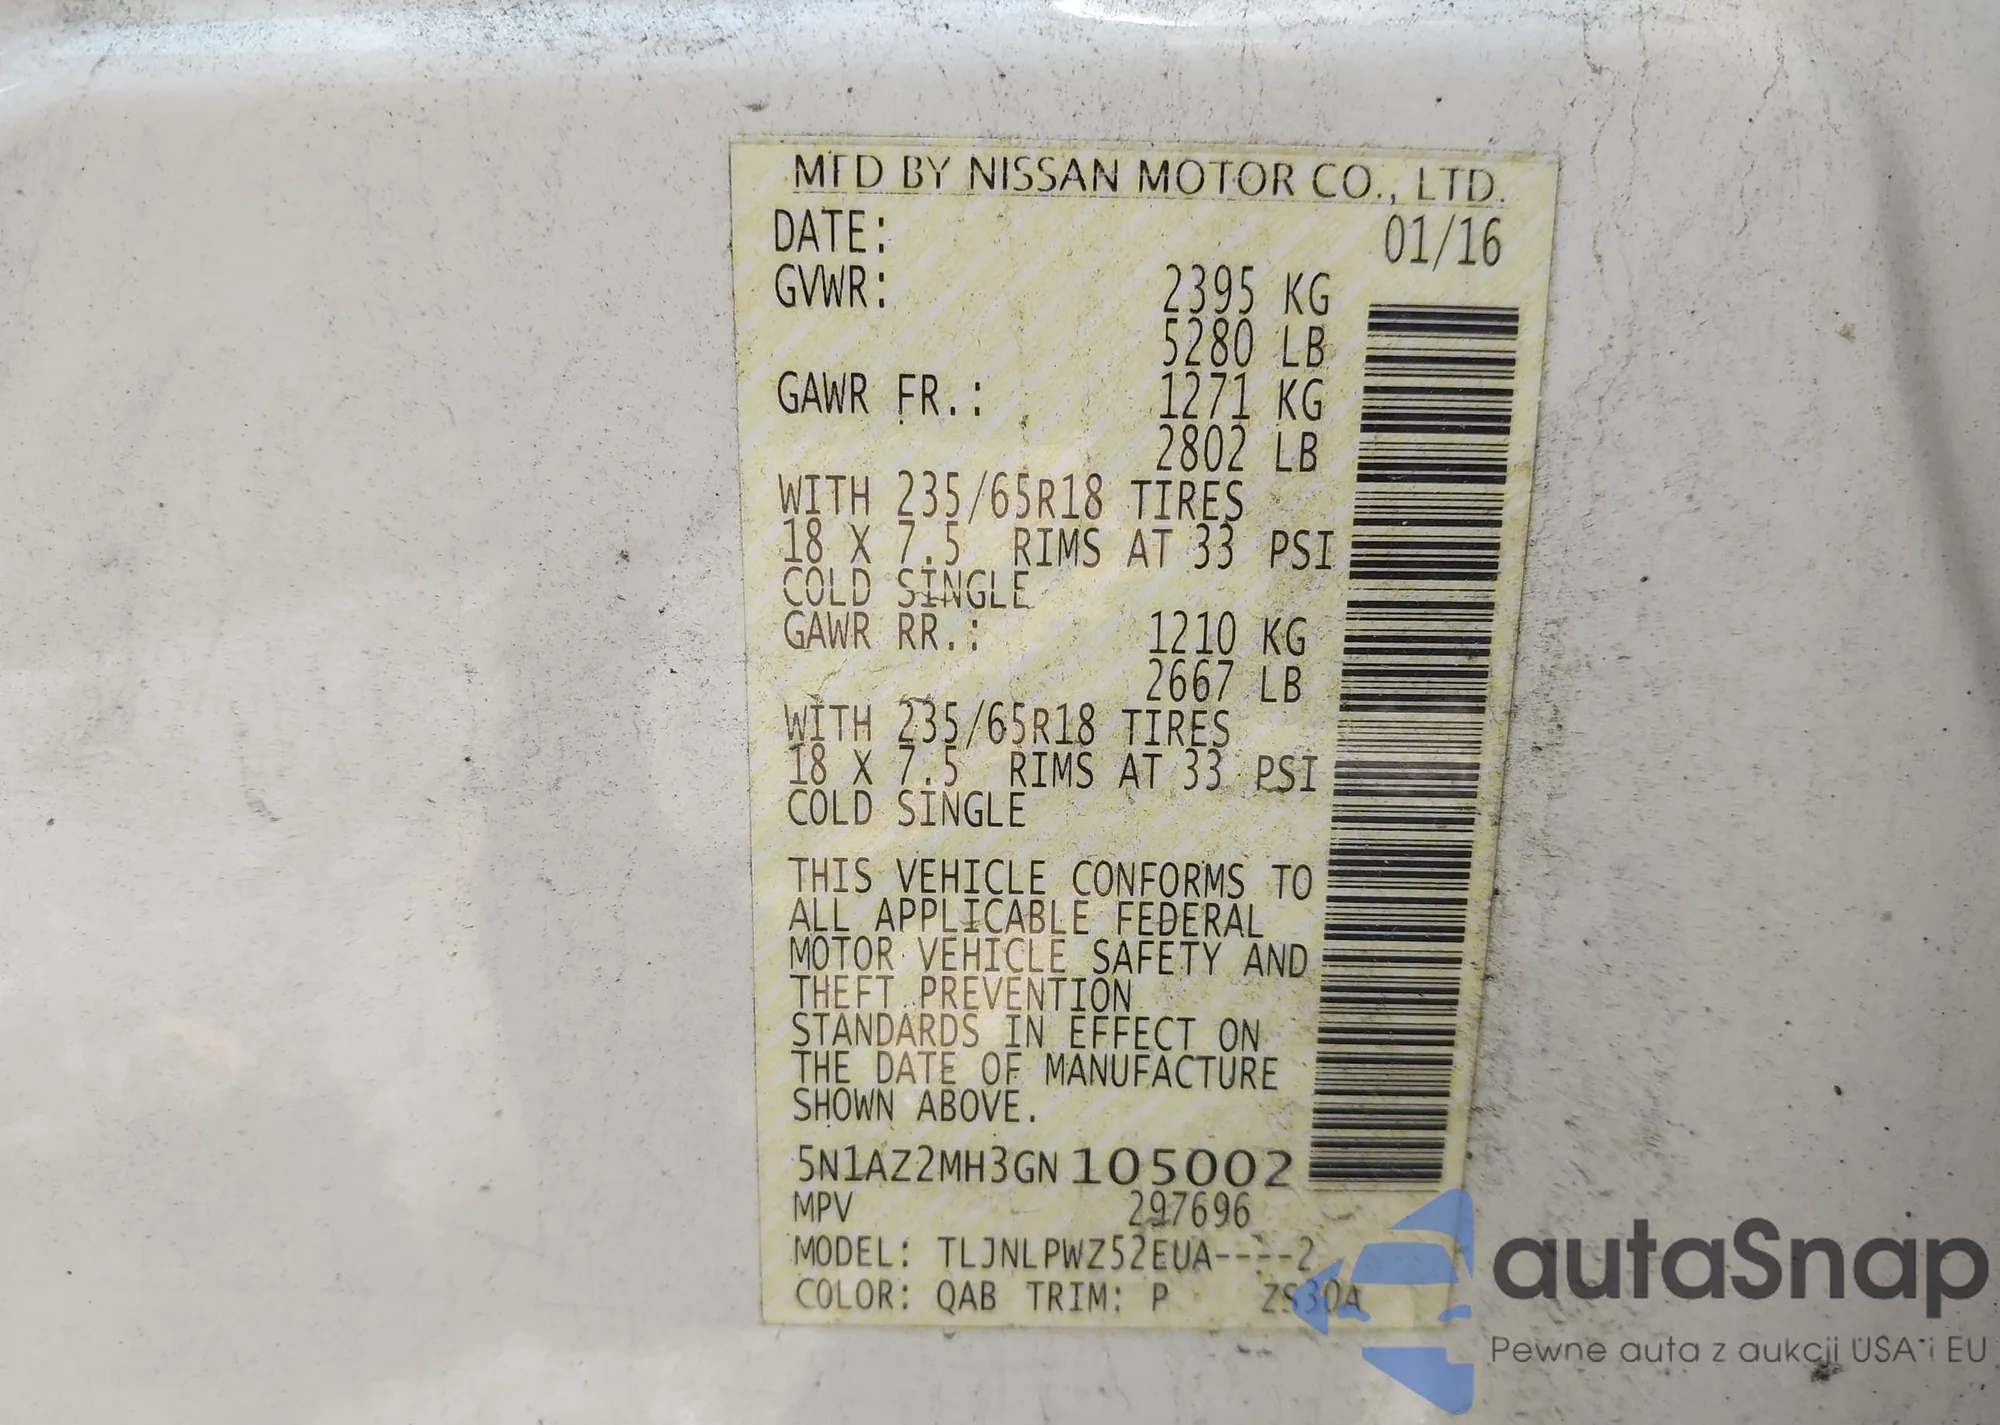 MFD BY NISSAN MOTOR CO., LTD.
DATE: 01/16
GVWR: 2395 KG
5280 LB
GAWR FR.: 1271 KG
2802 LB
WITH 235/65R18 TIRES
18 X 7.5 RIMS AT 33 PSI
COLD SINGLE
GAWR RR.: 1210 KG
2667 LB
WITH 235/65R18 TIRES
18 X 7.5 RIMS AT 33 PSI
COLD SINGLE
THIS VEHICLE CONFORMS TO
ALL APPLICABLE FEDERAL
MOTOR VEHICLE SAFETY AND
THEFT PREVENTION
STANDARDS IN EFFECT ON
THE DATE OF MANUFACTURE
SHOWN ABOVE.
5N1AZ2MH3GN105002
MPV 297696
MODEL: TLJNLPWZ52EUA----2
COLOR: QAB TRIM: P ZS30A
autaSnap
Pewne auta z aukcji USA i EU